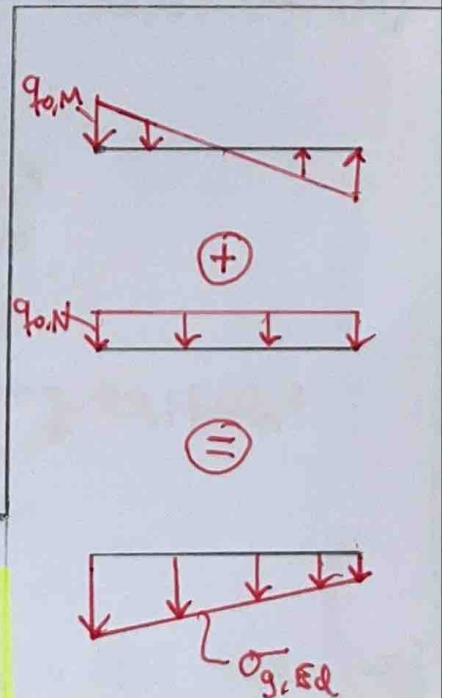 q₀,M
+
q₀,N
=
σg,Ed